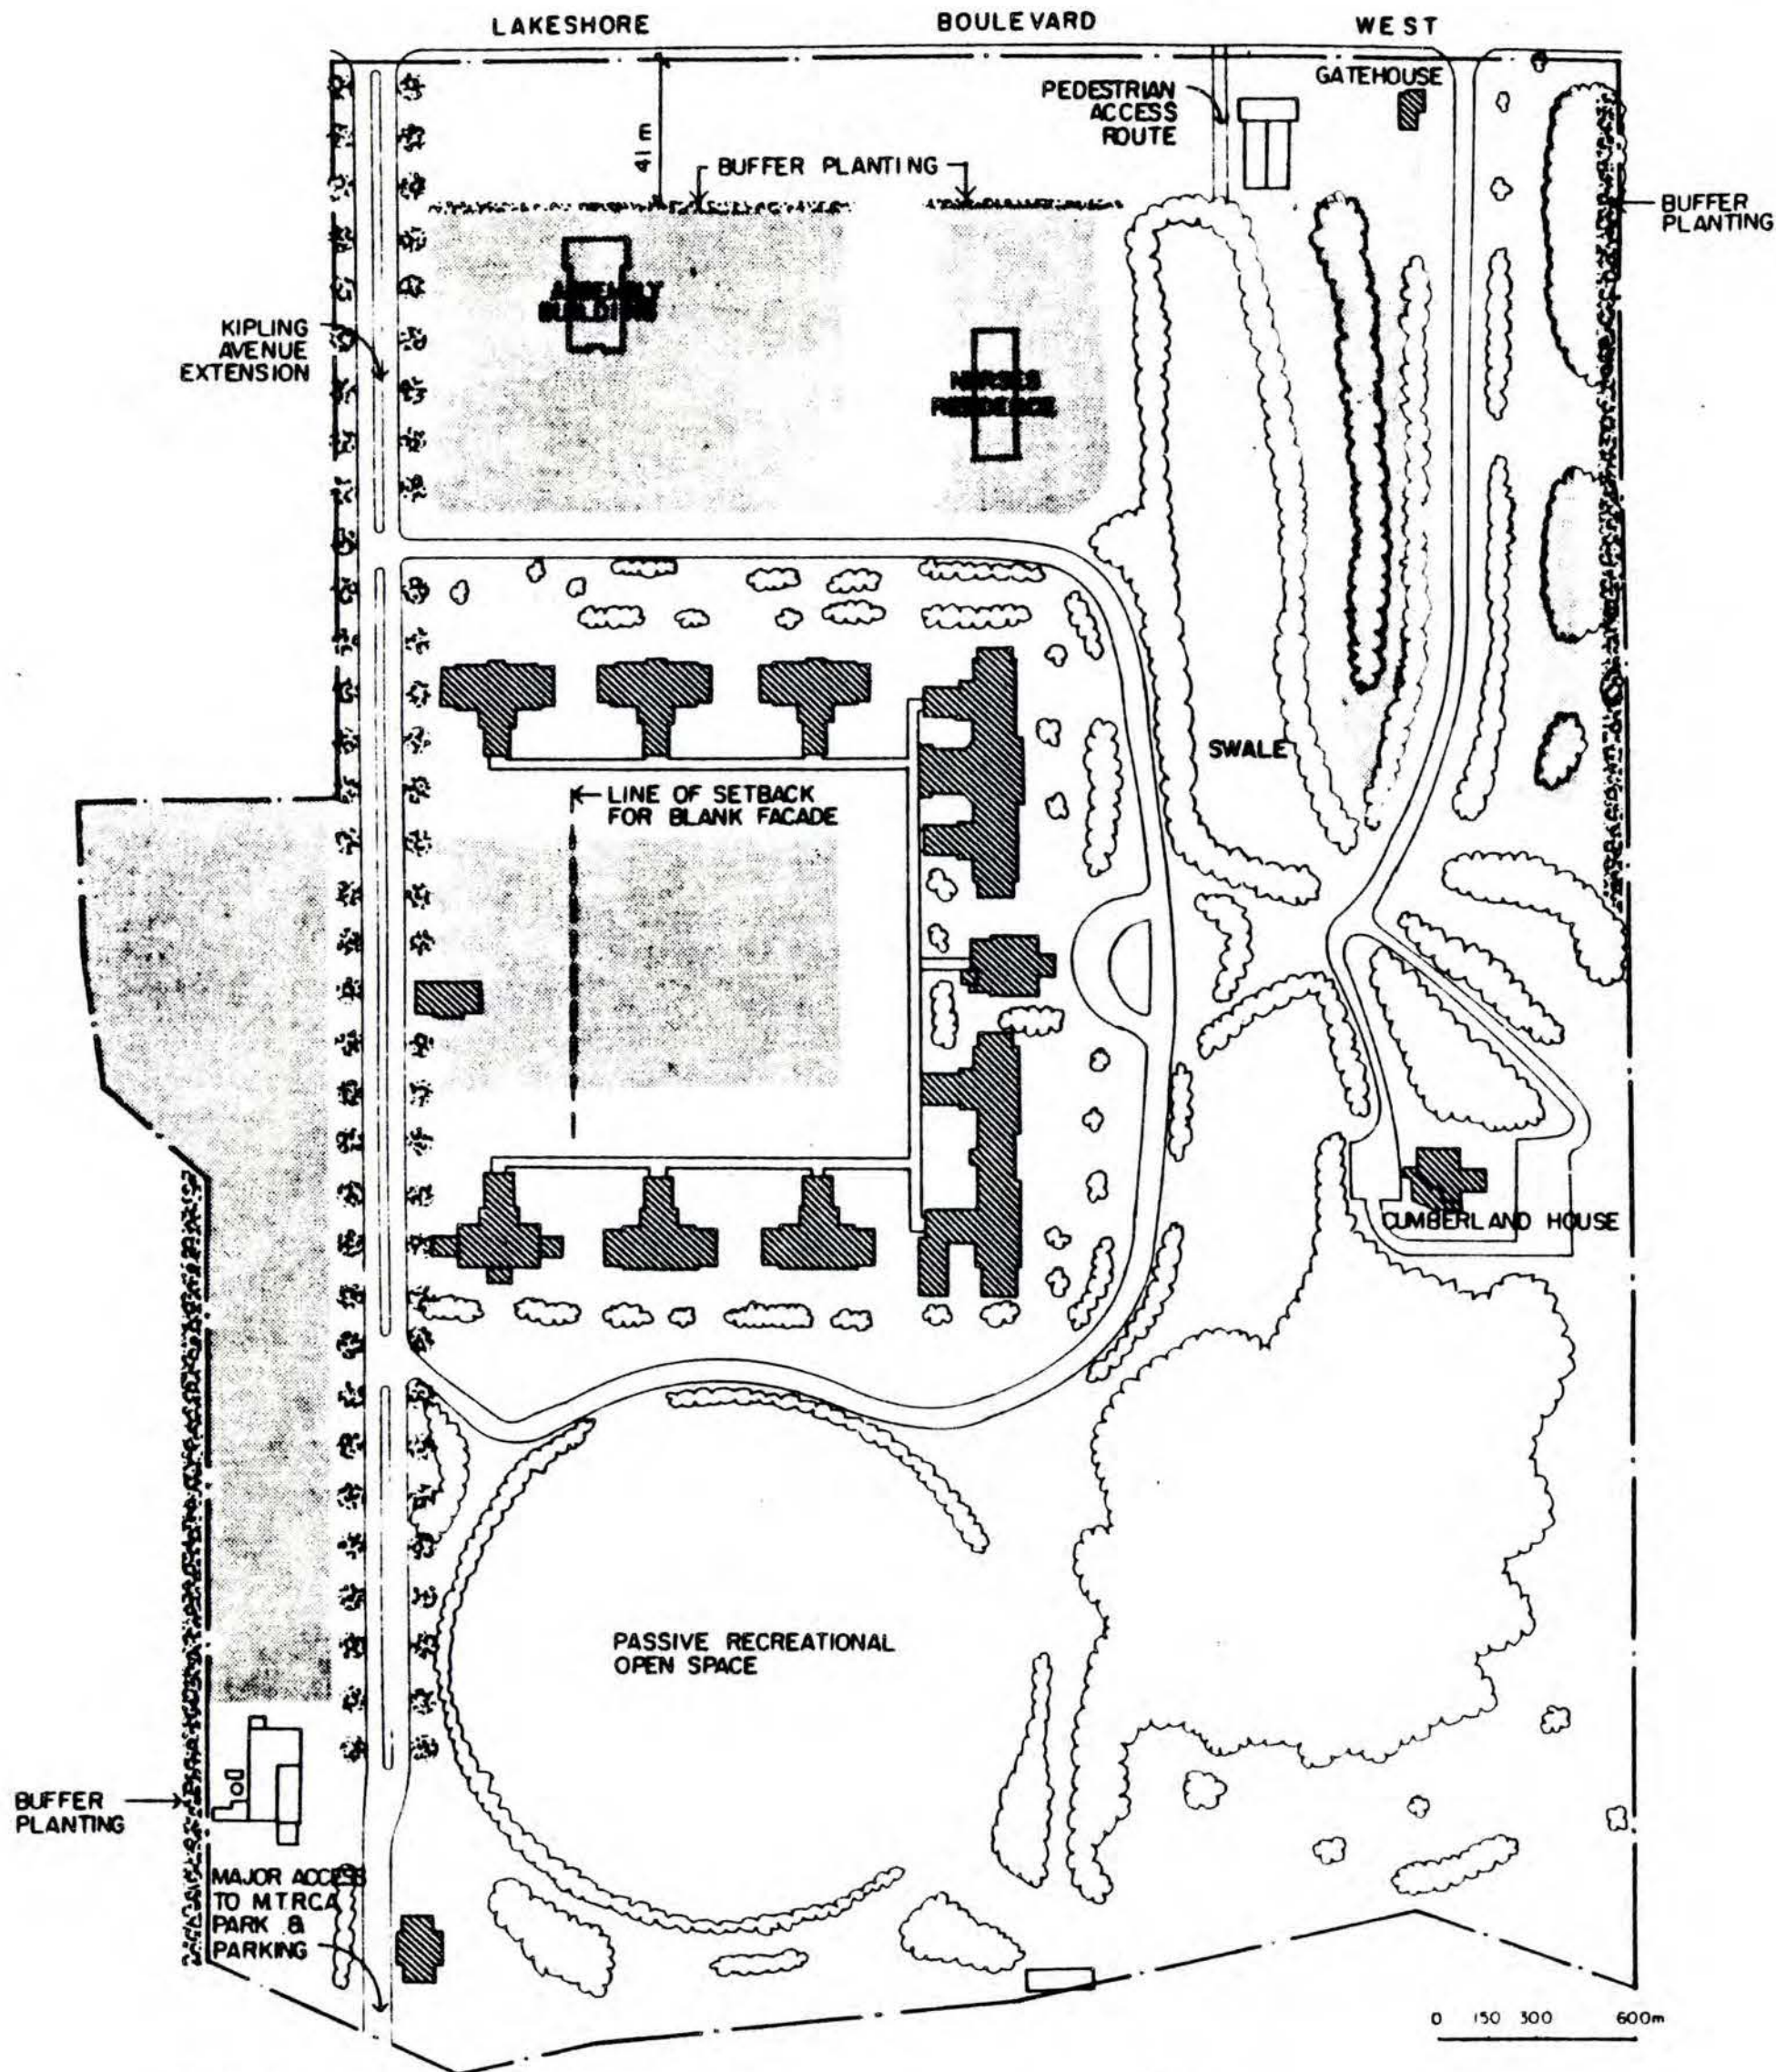 LAKESHORE BOULEVARD WEST
GATEHOUSE
PEDESTRIAN
ACCESS
ROUTE
41 m
BUFFER PLANTING
BUFFER
PLANTING
ASSEMBLY
BUILDING
KIPLING
AVENUE
EXTENSION
NURSES
RESIDENCE
SWALE
LINE OF SETBACK
FOR BLANK FACADE
CUMBERLAND HOUSE
PASSIVE RECREATIONAL
OPEN SPACE
BUFFER
PLANTING
MAJOR ACCESS
TO M.T.R.C.A.
PARK &
PARKING
0 150 300 600m